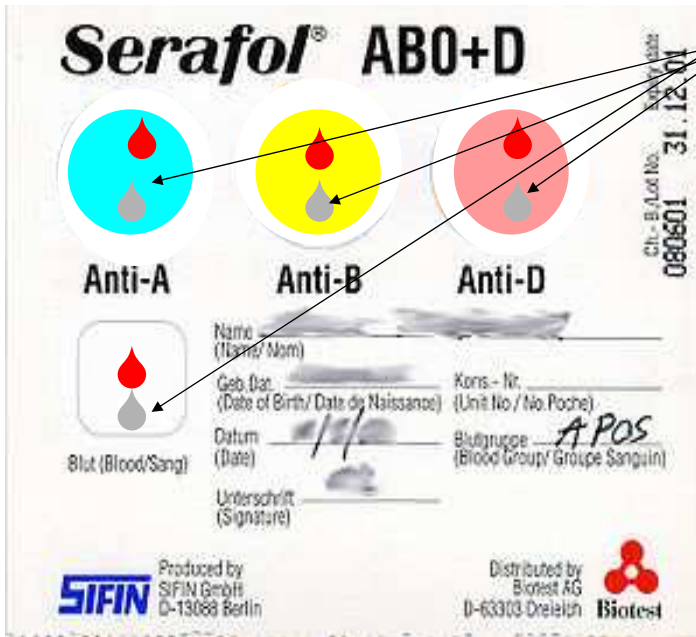 Serafol® AB0+D
Expiry date 31.12.01
Ch.-B./Lot No. 080601
Anti-A Anti-B Anti-D
Name
(Name/Nom)
Geb.Dat.
(Date of Birth/Date de Naissance)
Kons.- Nr.
(Unit No/No.Poche)
Datum
(Date)
Blutgruppe A POS
(Blood Group/Groupe Sanguin)
Blut (Blood/Sang)
Unterschrift
(Signature)
SIFIN
Produced by
SIFIN GmbH
D-13088 Berlin
Distributed by
Biotest AG
D-63303 Dreieich
Biotest